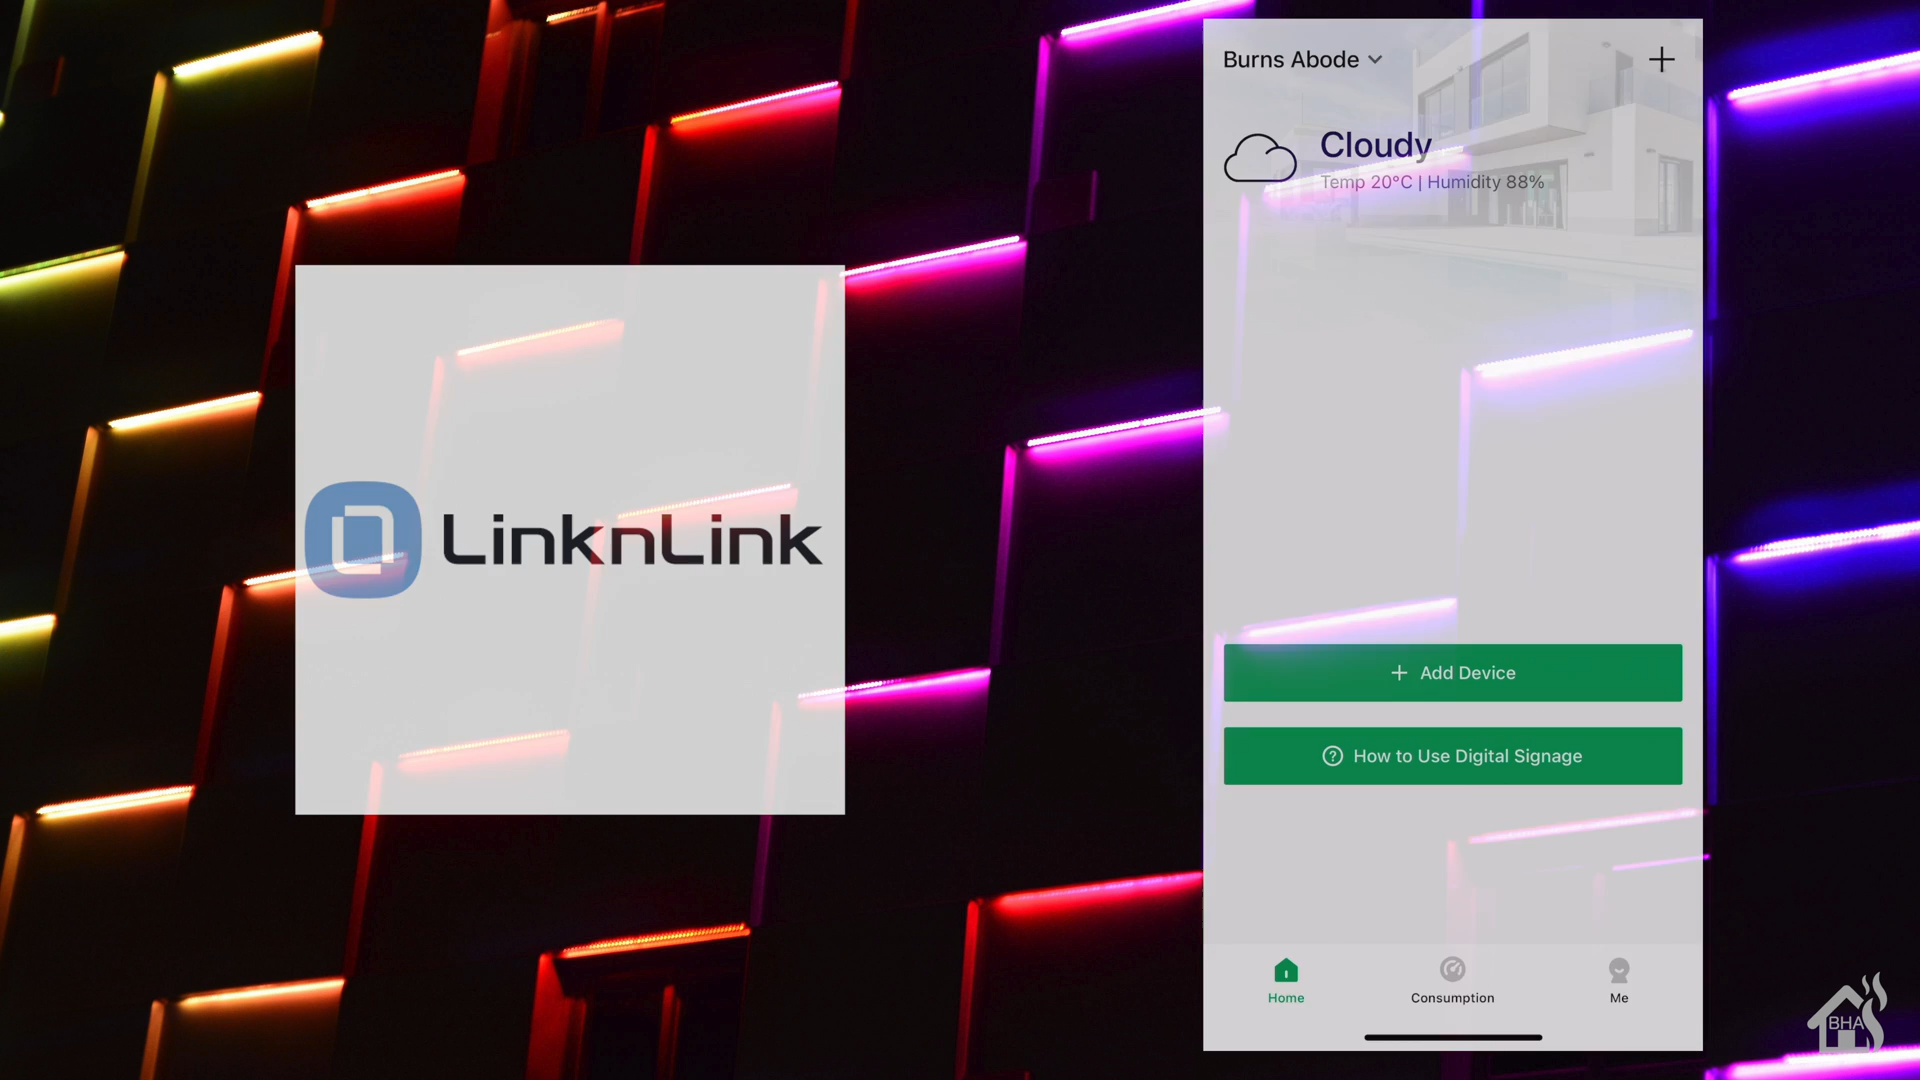 LinknLink
Burns Abode
Cloudy
Temp 20°C | Humidity 88%
+ Add Device
? How to Use Digital Signage
Home
Consumption
Me
BHA